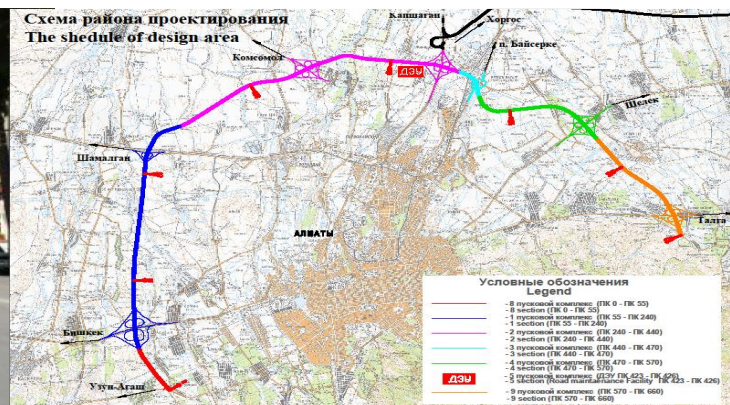 Схема района проектирования
The shedule of design area
Капшагай
Хоргос
п. Байсерке
Комсомол
ДЭУ
Шелек
Шамалган
Талга
АЛМАТЫ
Бишкек
Узун-Агаш
Условные обозначения
Legend
- 8 пусковой комплекс (ПК 0 - ПК 55)
- 8 section (ПК 0 - ПК 55)
- 1 пусковой комплекс (ПК 55 - ПК 240)
- 1 section (ПК 55 - ПК 240)
- 2 пусковой комплекс (ПК 240 - ПК 440)
- 2 section (ПК 240 - ПК 440)
- 3 пусковой комплекс (ПК 440 - ПК 470)
- 3 section (ПК 440 - ПК 470)
- 4 пусковой комплекс (ПК 470 - ПК 570)
- 4 section (ПК 470 - ПК 570)
ДЭУ
- 5 пусковой комплекс (ДЭУ ПК 423 - ПК 426)
- 5 section (Road maintaenance Facility ПК 423 - ПК 426)
- 9 пусковой комплекс (ПК 570 - ПК 660)
- 9 section (ПК 570 - ПК 660)